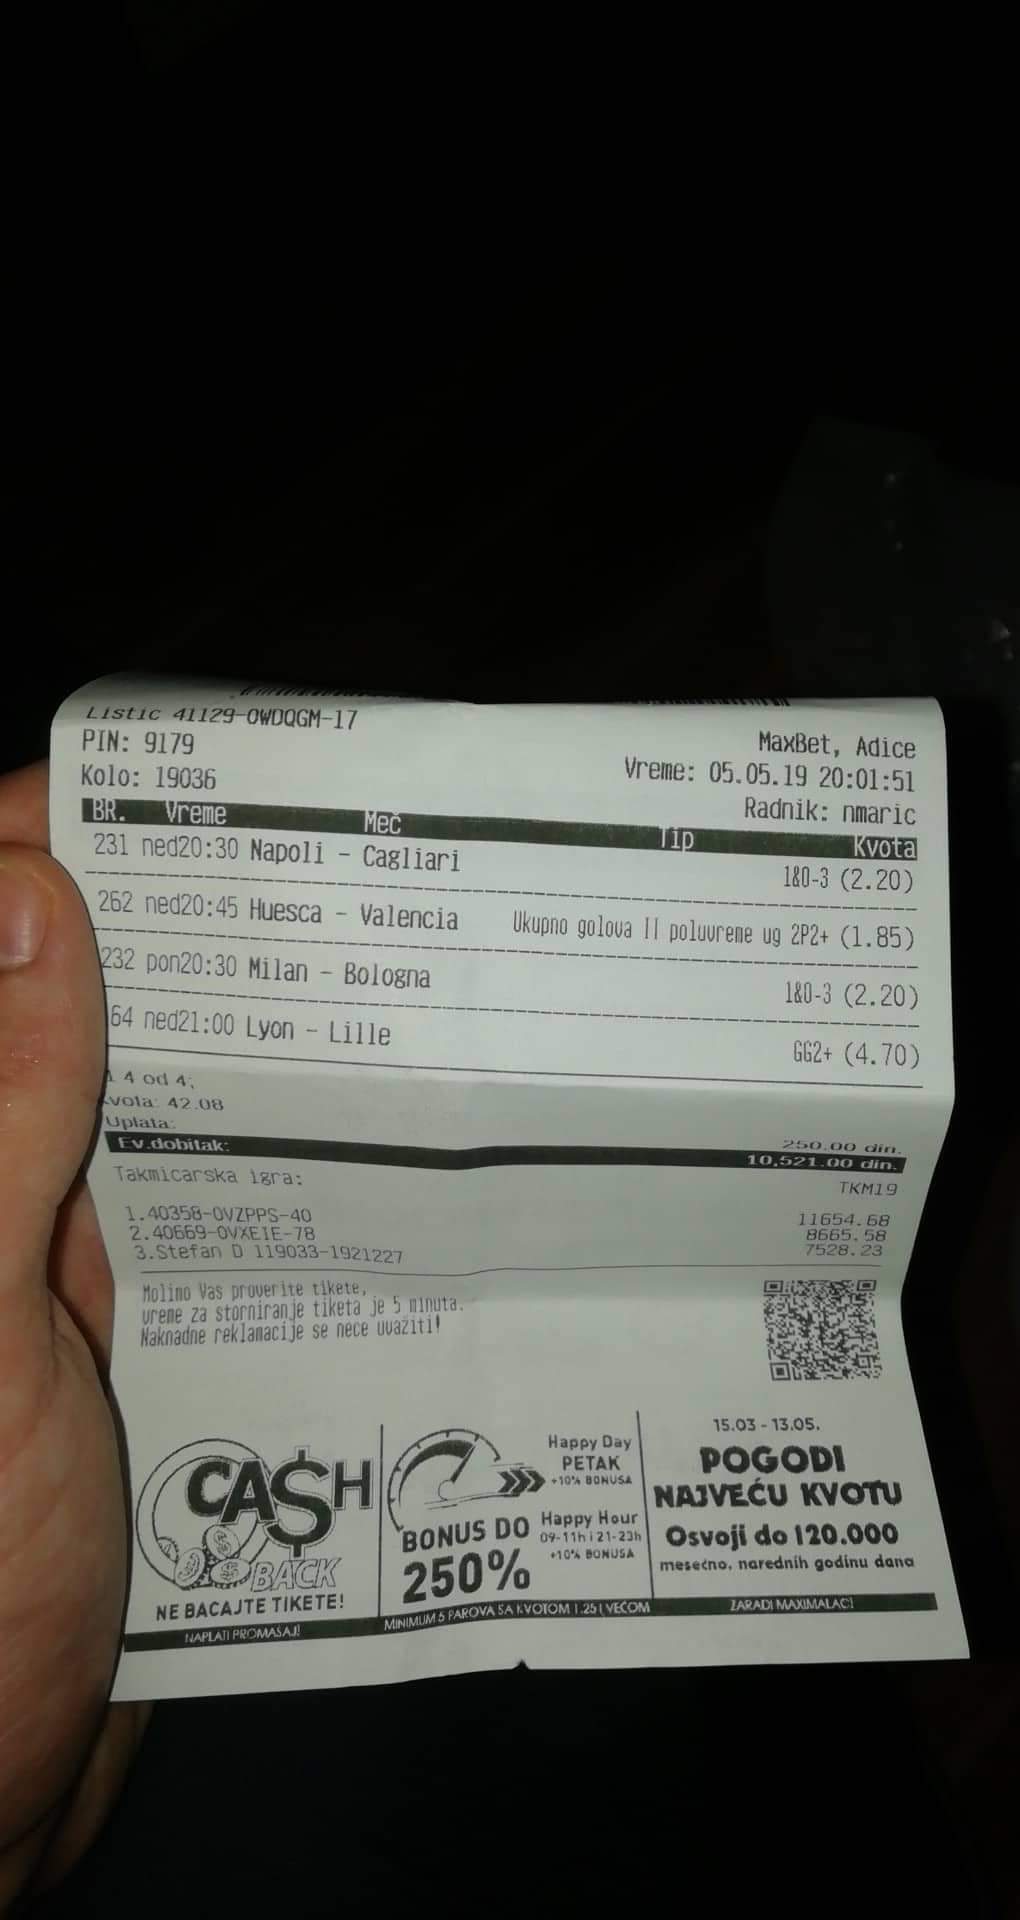 Listic 41129-OWDQGM-17
PIN: 9179
MaxBet, Adice
Kolo: 19036
Vreme: 05.05.19 20:01:51
Radnik: nmaric
BR. Vreme Meč Tip Kvota
231 ned20:30 Napoli - Cagliari 1&0-3 (2.20)
262 ned20:45 Huesca - Valencia Ukupno golova II poluvreme ug 2P2+ (1.85)
232 pon20:30 Milan - Bologna 1&0-3 (2.20)
64 ned21:00 Lyon - Lille GG2+ (4.70)
4 od 4;
vota: 42.08
Uplata: 250.00 din.
Ev.dobitak: 10,521.00 din.
Takmicarska igra: TKM19
1.40358-OVZPPS-40 11654.68
2.40669-OVXEIE-78 8665.58
3.Stefan D 119033-1921227 7528.23
Molimo Vas proverite tikete,
vreme za storniranje tiketa je 5 minuta.
Naknadne reklamacije se nece uvaziti!
CA$H
BACK
NE BACAJTE TIKETE!
NAPLATI PROMAŠAJ!
Happy Day
PETAK
+10% BONUSA
Happy Hour
09-11h i 21-23h
+10% BONUSA
BONUS DO
250%
MINIMUM 5 PAROVA SA KVOTOM 1.25 I VEĆOM
15.03 - 13.05.
POGODI
NAJVEĆU KVOTU
Osvoji do 120.000
mesečno, narednih godinu dana
ZARADI MAXIMALAC!